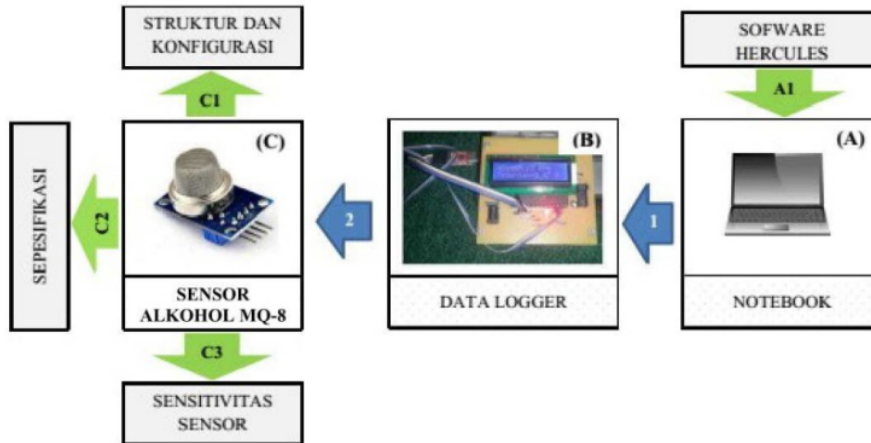 STRUKTUR DAN
KONFIGURASI
SOFWARE
HERCULES
C1
A1
(C)
(B)
(A)
SEPESIFIKASI
C2
2
1
SENSOR
ALKOHOL MQ-8
DATA LOGGER
NOTEBOOK
C3
SENSITIVITAS
SENSOR